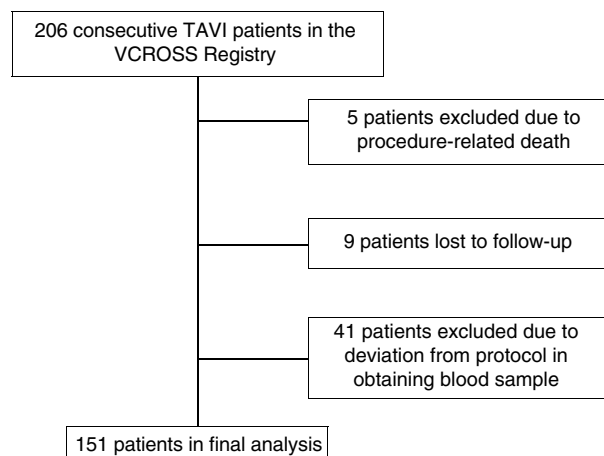 206 consecutive TAVI patients in the
VCROSS Registry
5 patients excluded due to
procedure-related death
9 patients lost to follow-up
41 patients excluded due to
deviation from protocol in
obtaining blood sample
151 patients in final analysis